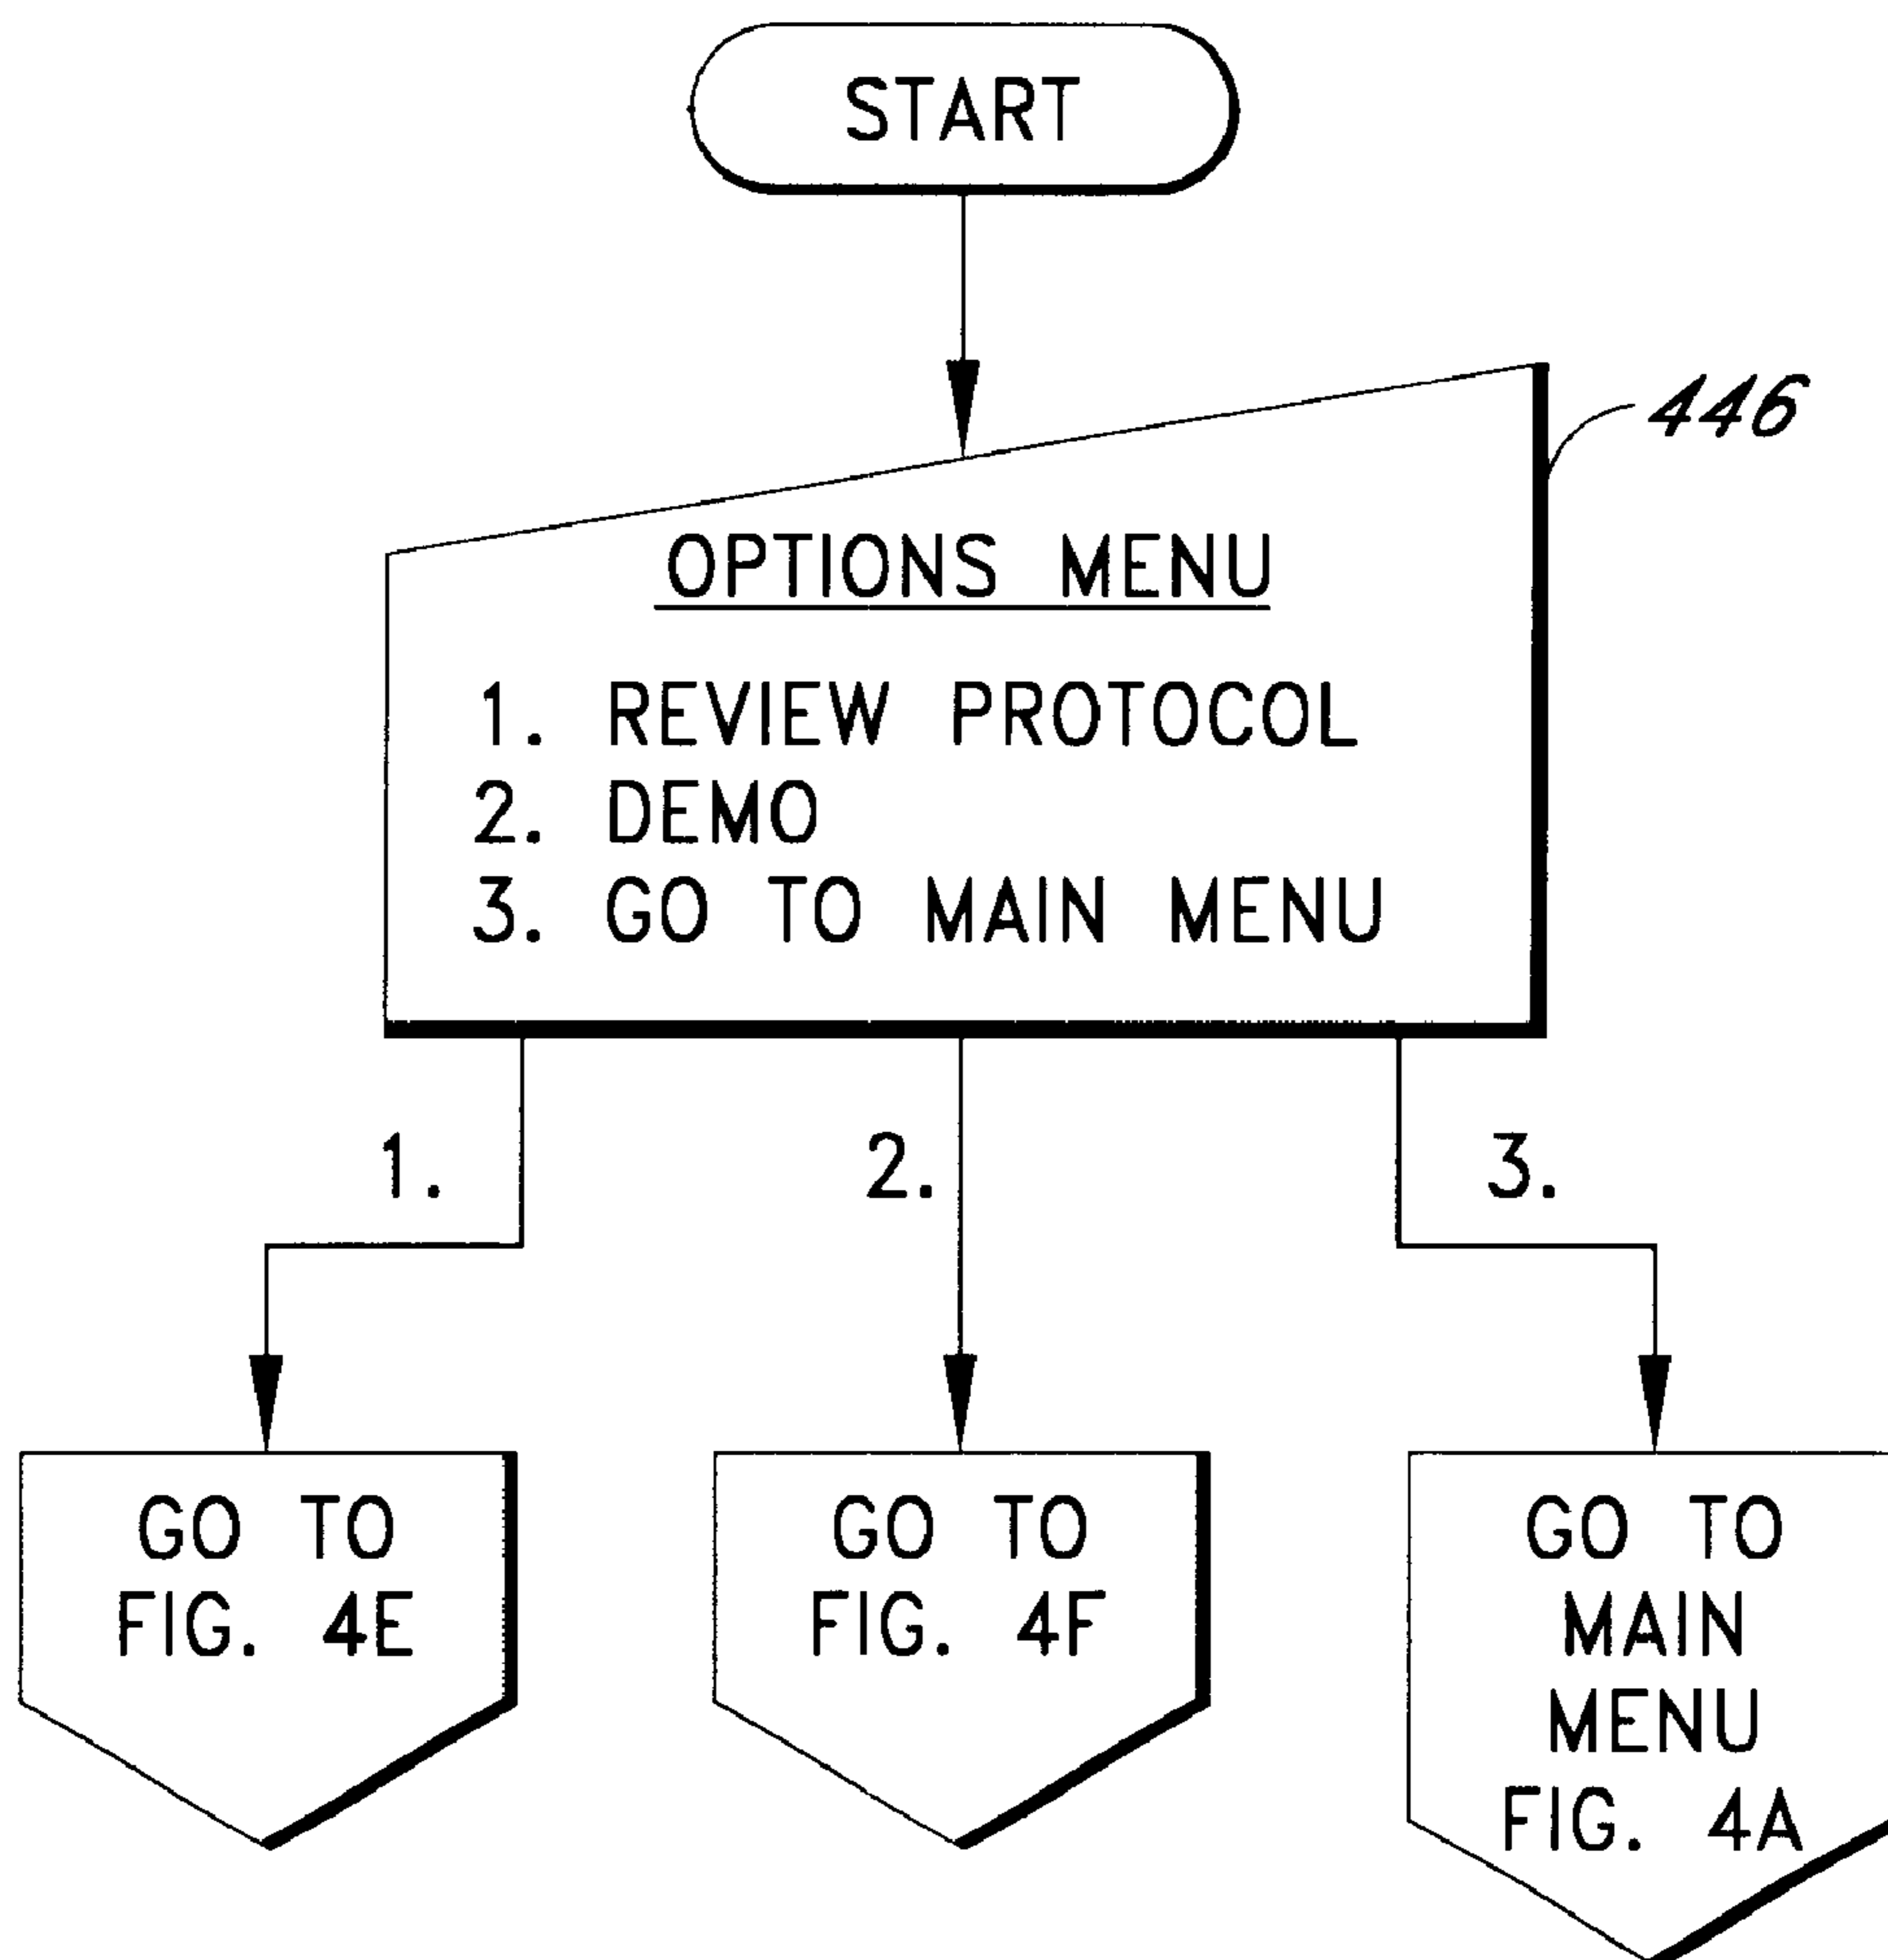 START
446
OPTIONS MENU
1. REVIEW PROTOCOL
2. DEMO
3. GO TO MAIN MENU
1.
2.
3.
GO TO
FIG. 4E
GO TO
FIG. 4F
GO TO
MAIN
MENU
FIG. 4A